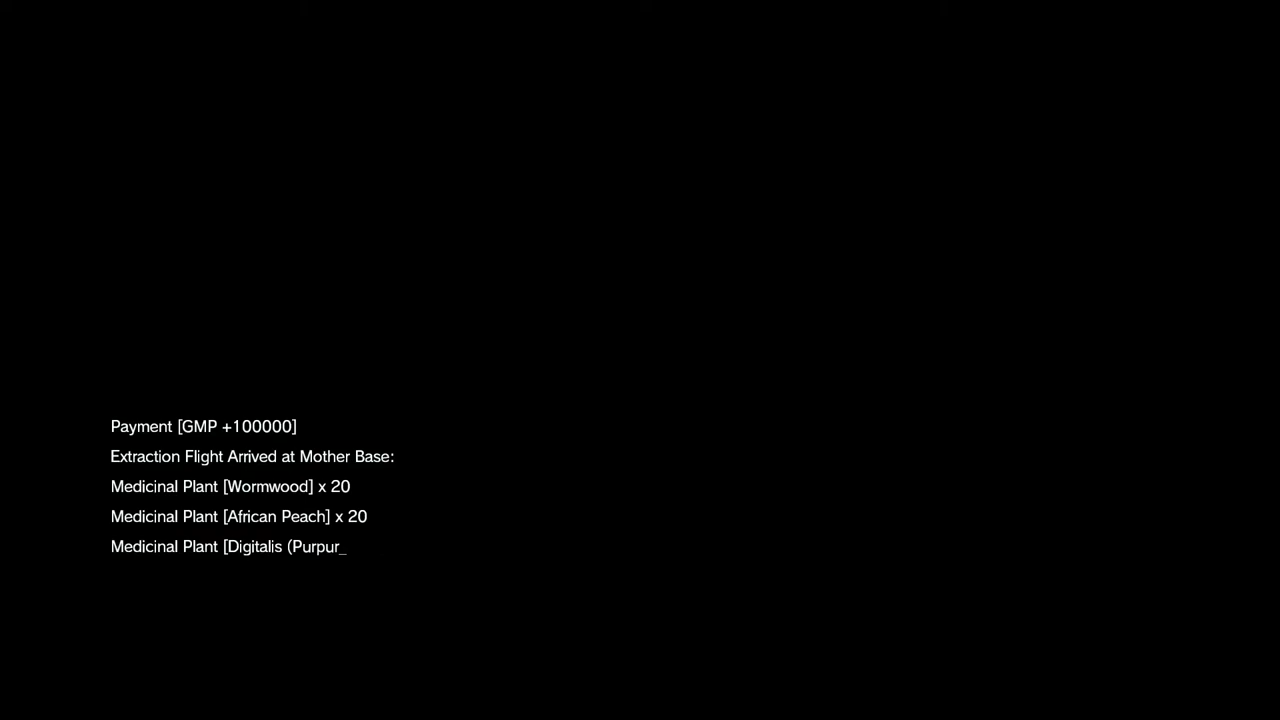 Payment [GMP +100000]
Extraction Flight Arrived at Mother Base:
Medicinal Plant [Wormwood] x 20
Medicinal Plant [African Peach] x 20
Medicinal Plant [Digitalis (Purpur_